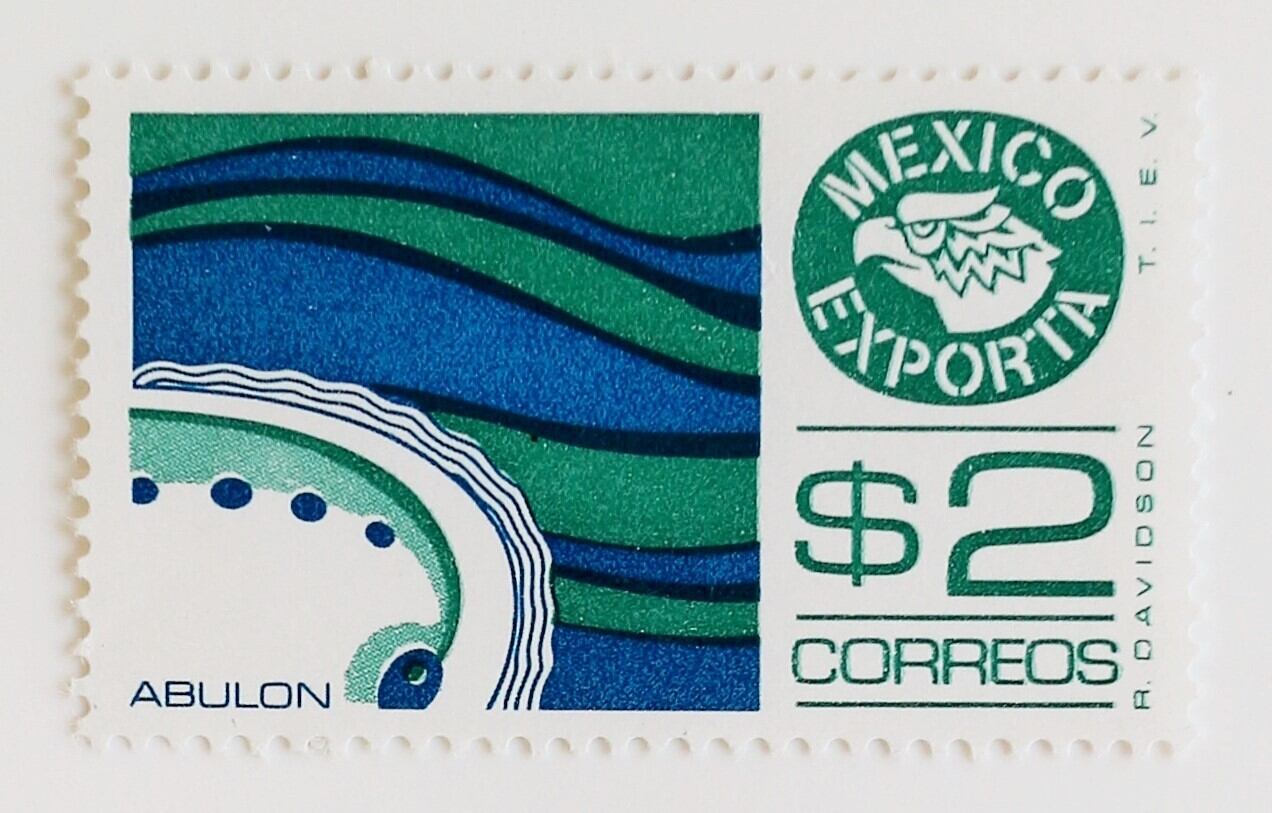 MEXICO
EXPORTA
T. I. E. V.
$2
CORREOS
R. DAVIDSON
ABULON